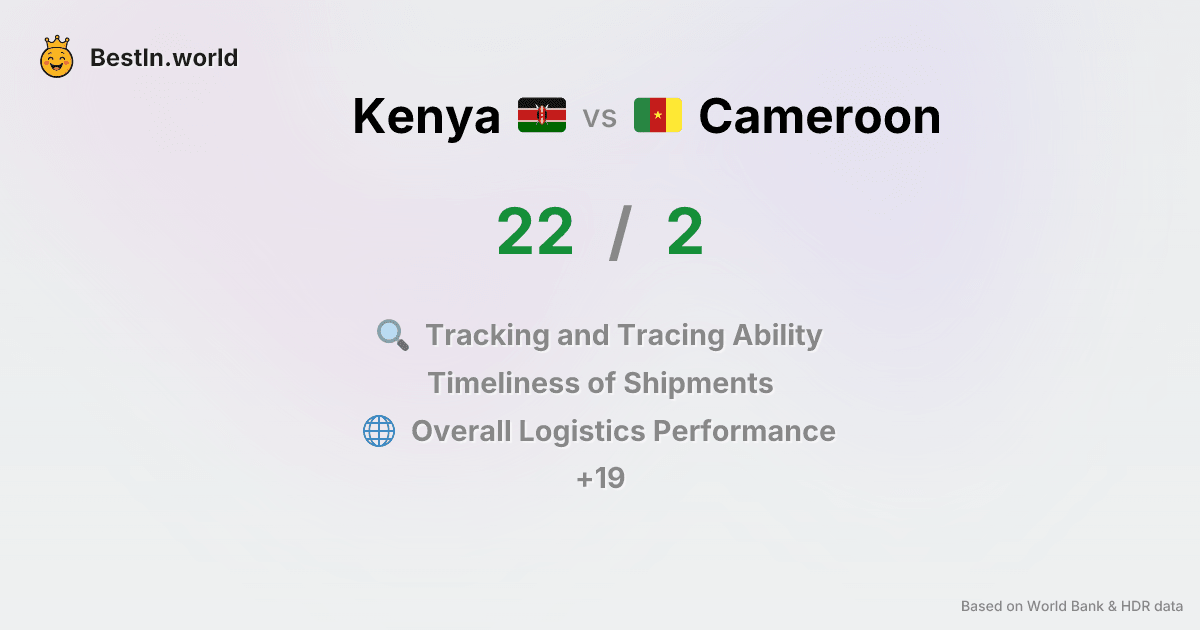 BestIn.world
Kenya vs Cameroon
22 / 2
Tracking and Tracing Ability
Timeliness of Shipments
Overall Logistics Performance
+19
Based on World Bank & HDR data